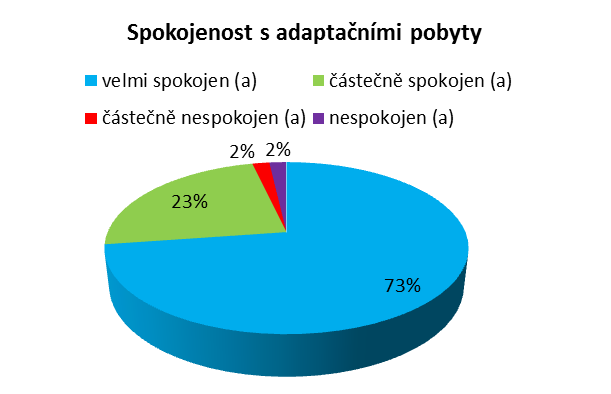 Spokojenost s adaptačními pobyty
velmi spokojen (a) částečně spokojen (a)
částečně nespokojen (a) nespokojen (a)
2% 2%
23%
73%